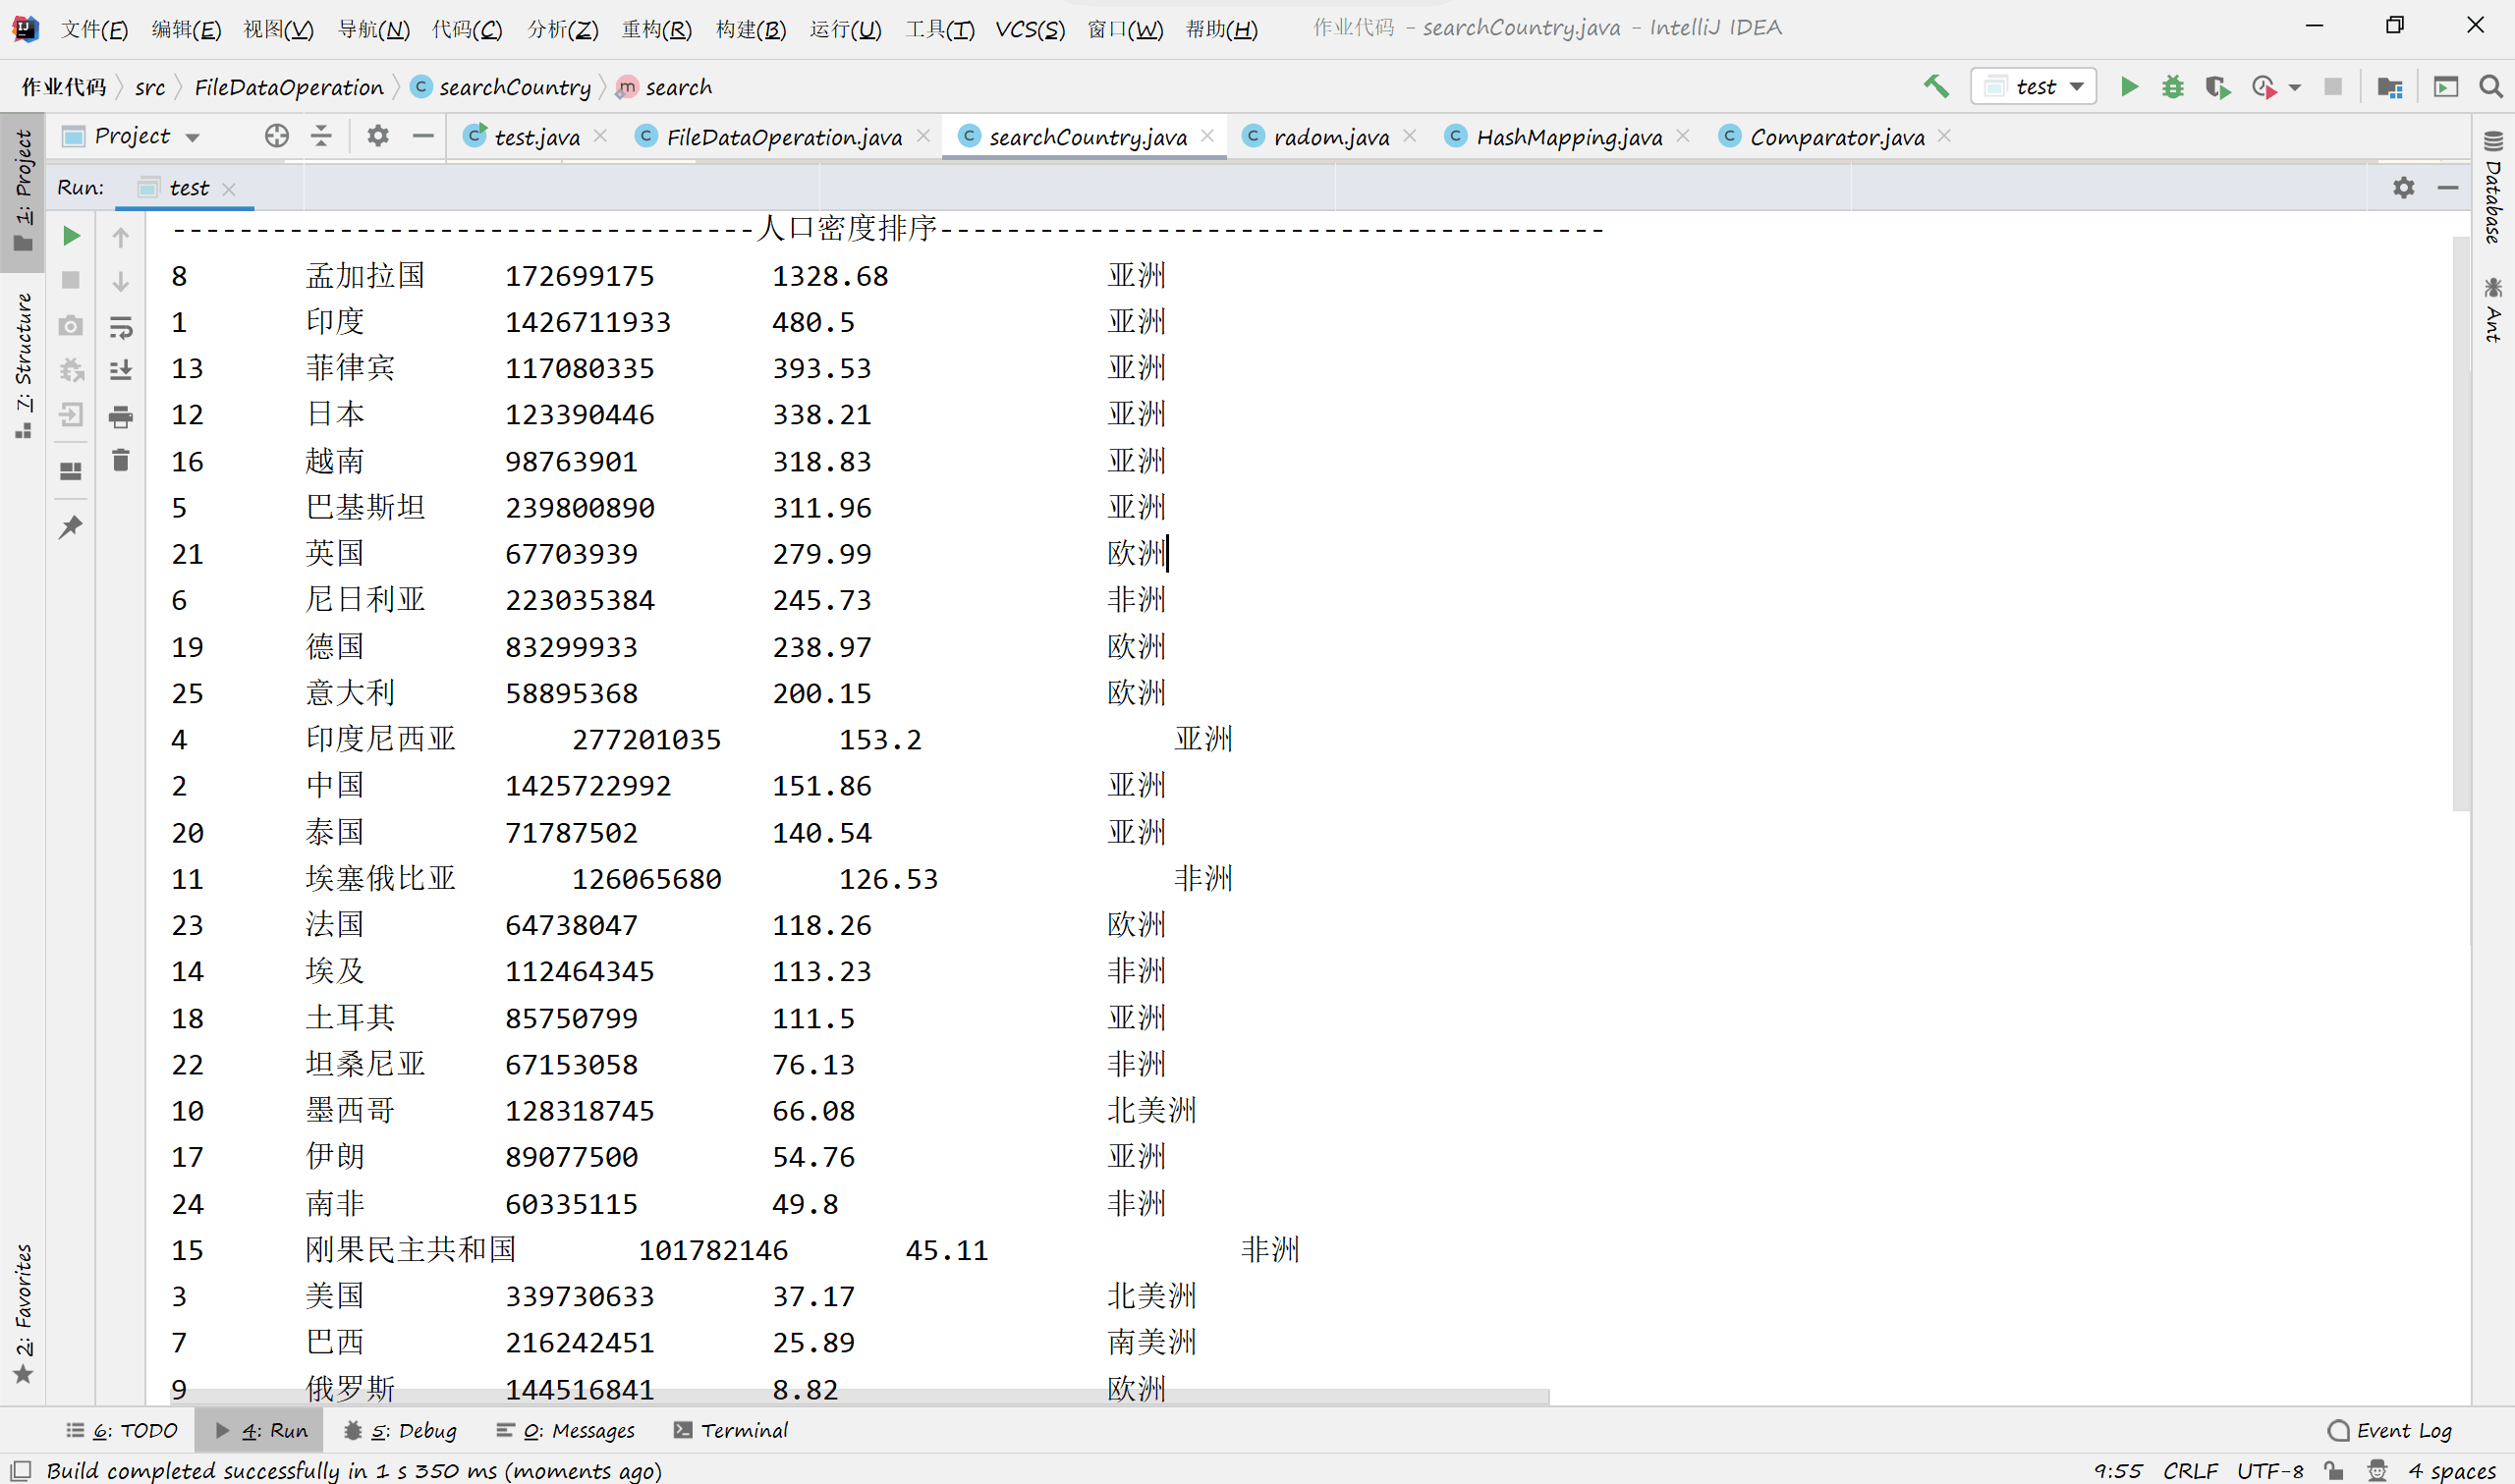 文件(F) 编辑(E) 视图(V) 导航(N) 代码(C) 分析(Z) 重构(R) 构建(B) 运行(U) 工具(T) VCS(S) 窗口(W) 帮助(H) 作业代码 - searchCountry.java - IntelliJ IDEA
作业代码 src FileDataOperation searchCountry search test
Project test.java FileDataOperation.java searchCountry.java radom.java HashMapping.java Comparator.java
Run: test
1: Project
7: Structure
2: Favorites
Database
Ant
-----------------------------------人口密度排序----------------------------------------
8 孟加拉国 172699175 1328.68 亚洲
1 印度 1426711933 480.5 亚洲
13 菲律宾 117080335 393.53 亚洲
12 日本 123390446 338.21 亚洲
16 越南 98763901 318.83 亚洲
5 巴基斯坦 239800890 311.96 亚洲
21 英国 67703939 279.99 欧洲
6 尼日利亚 223035384 245.73 非洲
19 德国 83299933 238.97 欧洲
25 意大利 58895368 200.15 欧洲
4 印度尼西亚 277201035 153.2 亚洲
2 中国 1425722992 151.86 亚洲
20 泰国 71787502 140.54 亚洲
11 埃塞俄比亚 126065680 126.53 非洲
23 法国 64738047 118.26 欧洲
14 埃及 112464345 113.23 非洲
18 土耳其 85750799 111.5 亚洲
22 坦桑尼亚 67153058 76.13 非洲
10 墨西哥 128318745 66.08 北美洲
17 伊朗 89077500 54.76 亚洲
24 南非 60335115 49.8 非洲
15 刚果民主共和国 101782146 45.11 非洲
3 美国 339730633 37.17 北美洲
7 巴西 216242451 25.89 南美洲
9 俄罗斯 144516841 8.82 欧洲
6: TODO 4: Run 5: Debug 0: Messages Terminal Event Log
Build completed successfully in 1 s 350 ms (moments ago) 9:55 CRLF UTF-8 4 spaces